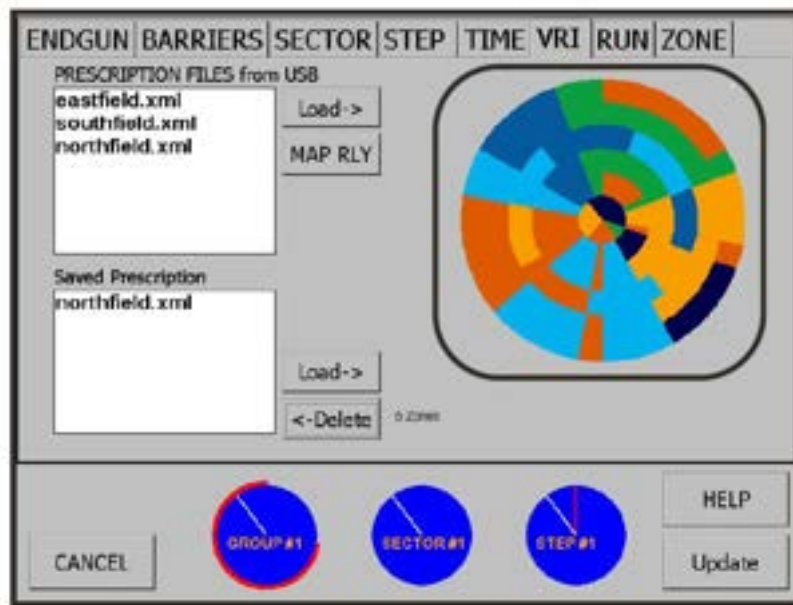 ENDGUN BARRIERS SECTOR STEP TIME VRI RUN ZONE
PRESCRIPTION FILES from USB
eastfield.xml
southfield.xml
northfield.xml
Load->
MAP RLY
Saved Prescription
northfield.xml
Load->
<-Delete
GROUP#1
SECTOR#1
STEP#1
CANCEL
HELP
Update